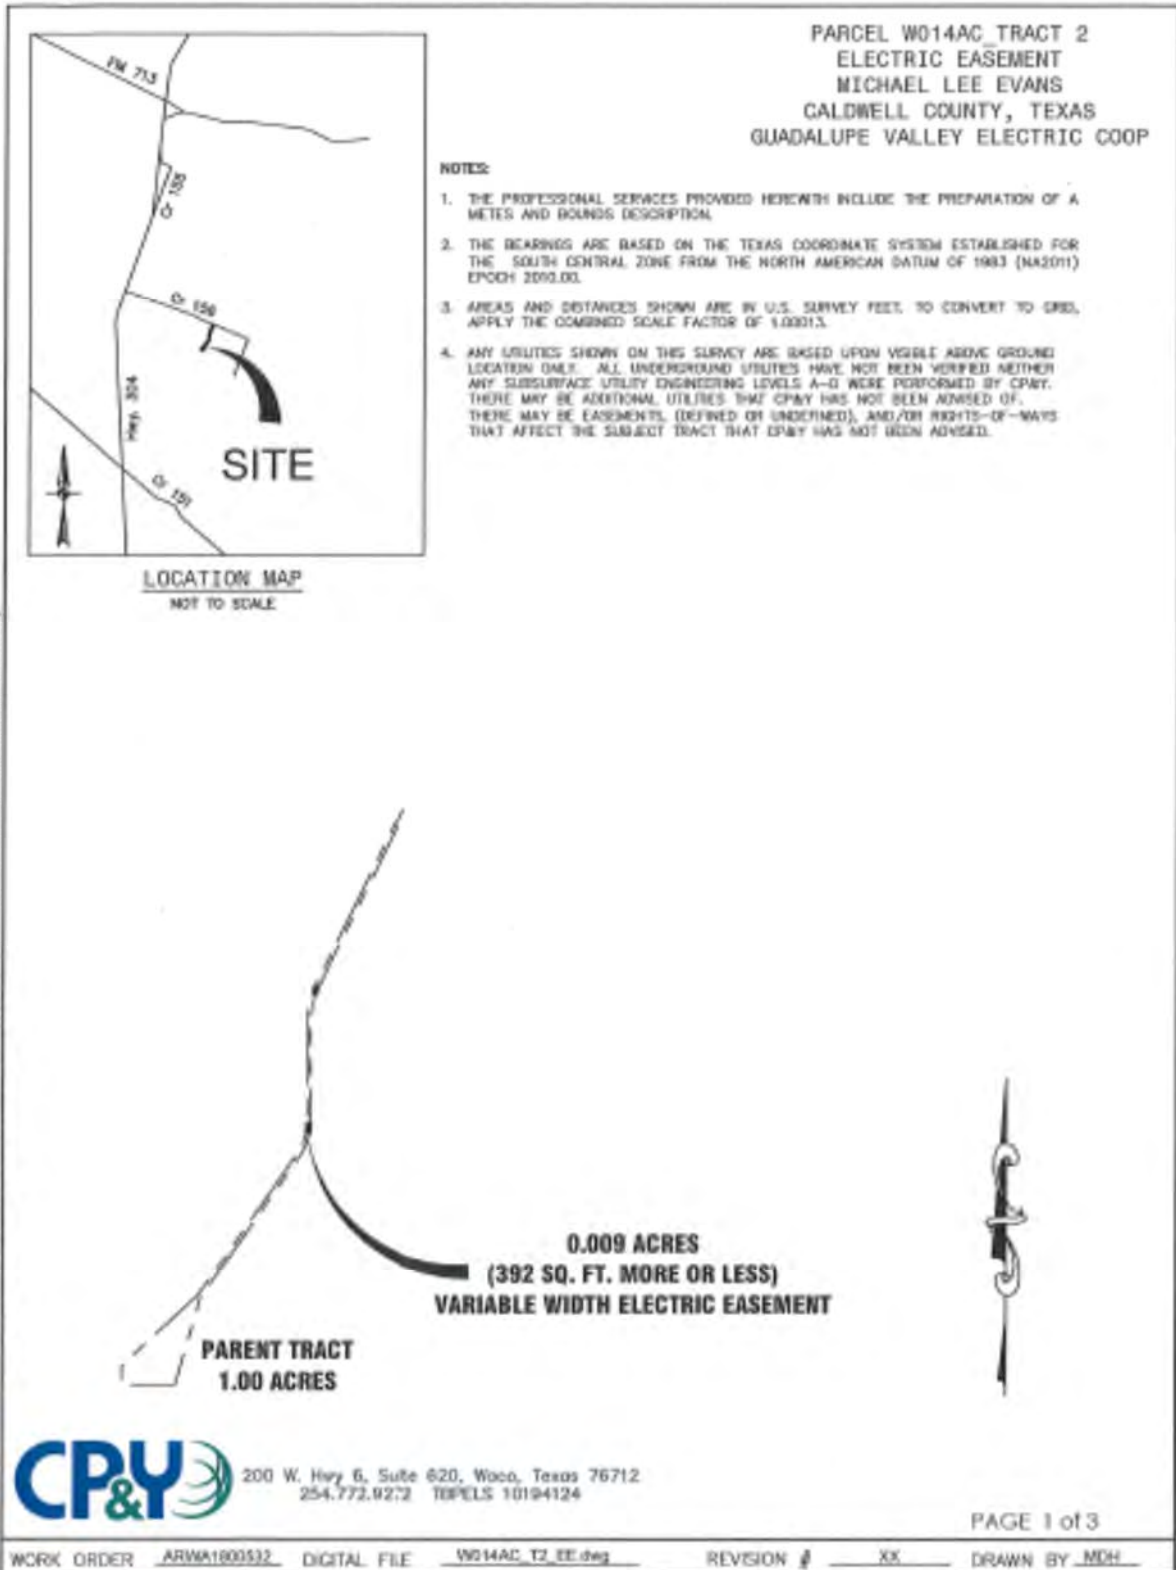 PARCEL W014AC_TRACT 2
ELECTRIC EASEMENT
MICHAEL LEE EVANS
CALDWELL COUNTY, TEXAS
GUADALUPE VALLEY ELECTRIC COOP
FM 713
Cr 155
Cr 156
Hwy. 304
Cr 151
SITE
LOCATION MAP
NOT TO SCALE
NOTES:
1. THE PROFESSIONAL SERVICES PROVIDED HEREWITH INCLUDE THE PREPARATION OF A
METES AND BOUNDS DESCRIPTION.
2. THE BEARINGS ARE BASED ON THE TEXAS COORDINATE SYSTEM ESTABLISHED FOR
THE SOUTH CENTRAL ZONE FROM THE NORTH AMERICAN DATUM OF 1983 (NA2011)
EPOCH 2010.00.
3. AREAS AND DISTANCES SHOWN ARE IN U.S. SURVEY FEET. TO CONVERT TO GRID,
APPLY THE COMBINED SCALE FACTOR OF 1.00013.
4. ANY UTILITIES SHOWN ON THIS SURVEY ARE BASED UPON VISIBLE ABOVE GROUND
LOCATION ONLY. ALL UNDERGROUND UTILITIES HAVE NOT BEEN VERIFIED NEITHER
ANY SUBSURFACE UTILITY ENGINEERING LEVELS A-D WERE PERFORMED BY CP&Y.
THERE MAY BE ADDITIONAL UTILITIES THAT CP&Y HAS NOT BEEN ADVISED OF.
THERE MAY BE EASEMENTS, (DEFINED OR UNDEFINED), AND/OR RIGHTS-OF-WAYS
THAT AFFECT THE SUBJECT TRACT THAT CP&Y HAS NOT BEEN ADVISED.
0.009 ACRES
(392 SQ. FT. MORE OR LESS)
VARIABLE WIDTH ELECTRIC EASEMENT
PARENT TRACT
1.00 ACRES
CP&Y
200 W. Hwy 6, Suite 620, Waco, Texas 76712
254.772.9272 TBPELS 10194124
PAGE 1 of 3
WORK ORDER ARWA1800532 DIGITAL FILE W014AC_T2_EE.dwg REVISION # XX DRAWN BY MDH